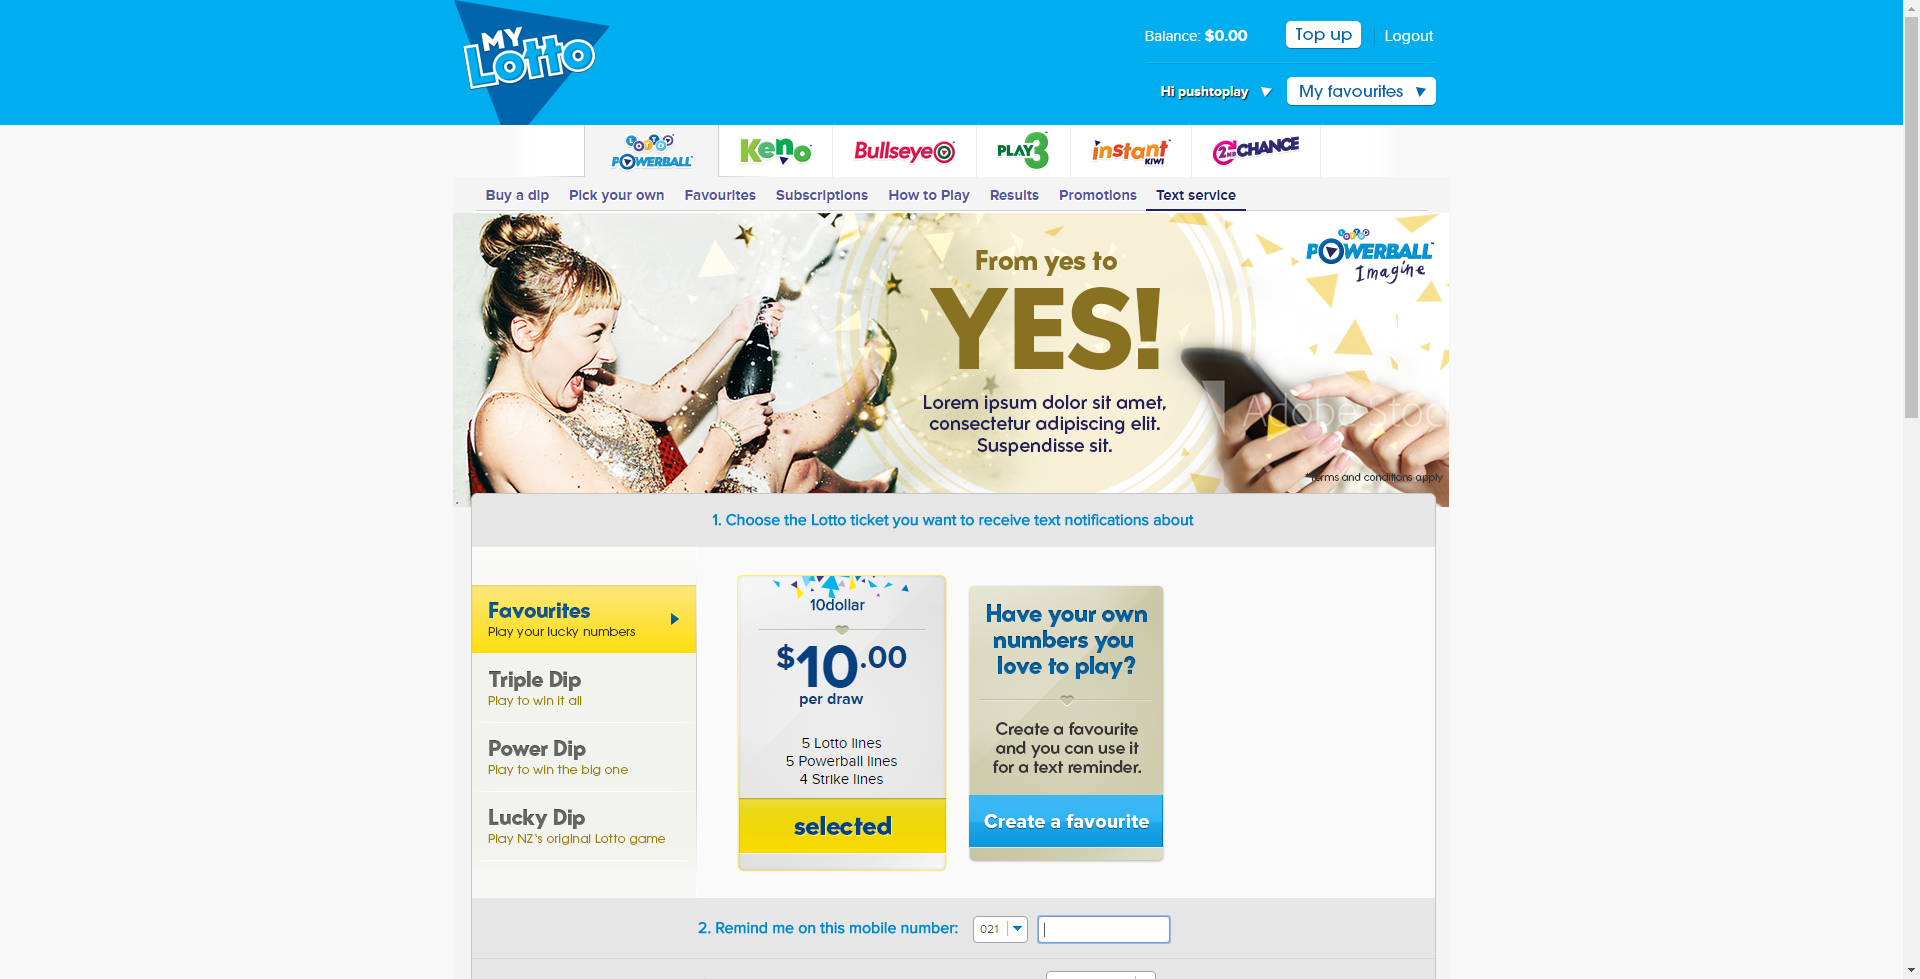 MY
Lotto
Balance: $0.00
Top up
Logout
Hi pushtoplay
My favourites
LOTTO
POWERBALL
Keno
Bullseye
PLAY 3
instant
KIWI
2ND CHANCE
Buy a dip
Pick your own
Favourites
Subscriptions
How to Play
Results
Promotions
Text service
From yes to
YES!
Lorem ipsum dolor sit amet,
consectetur adipiscing elit.
Suspendisse sit.
LOTTO
POWERBALL
Imagine
Adobe Stoc
*Terms and conditions apply
1. Choose the Lotto ticket you want to receive text notifications about
Favourites
Play your lucky numbers
Triple Dip
Play to win it all
Power Dip
Play to win the big one
Lucky Dip
Play NZ's original Lotto game
10dollar
$10.00
per draw
5 Lotto lines
5 Powerball lines
4 Strike lines
selected
Have your own
numbers you
love to play?
Create a favourite
and you can use it
for a text reminder.
Create a favourite
2. Remind me on this mobile number:
021